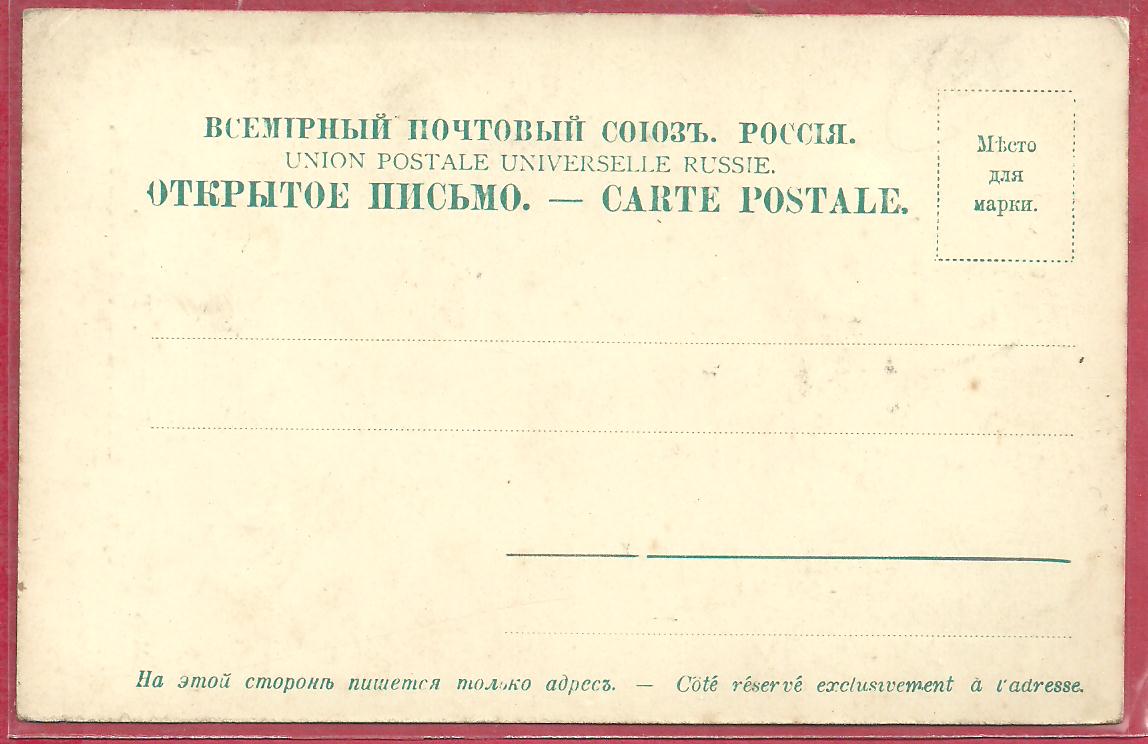 ВСЕМІРНЫЙ ПОЧТОВЫЙ СОЮЗЪ. РОССІЯ.
UNION POSTALE UNIVERSELLE RUSSIE.
ОТКРЫТОЕ ПИСЬМО. — CARTE POSTALE.
Мѣсто
для
марки.
На этой сторонѣ пишется только адресъ. — Côté réservé exclusivement à l'adresse.